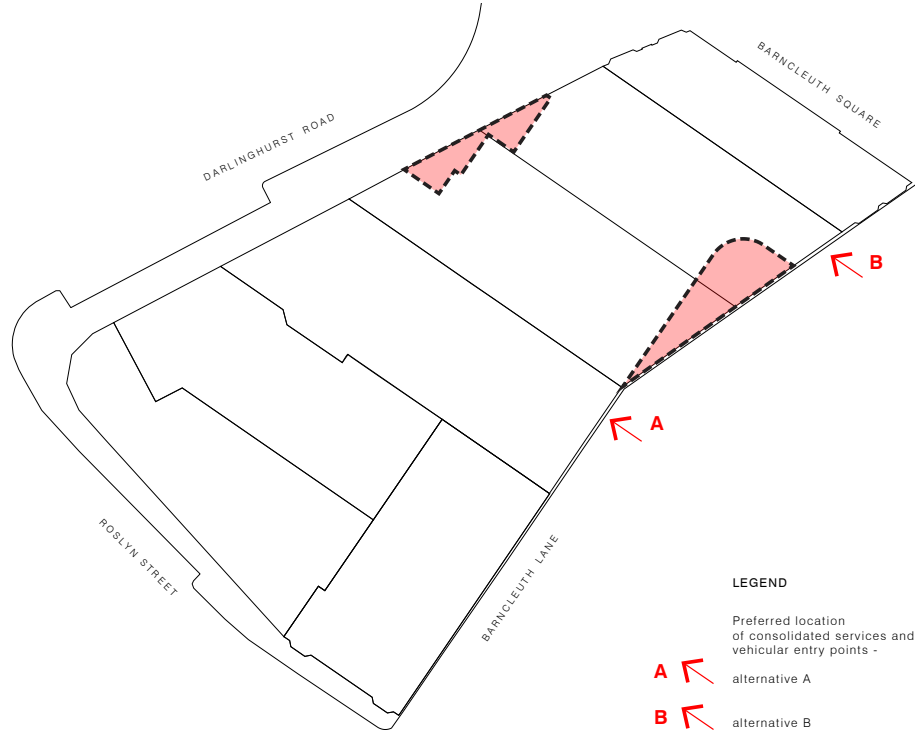 BARNCLEUTH SQUARE
DARLINGHURST ROAD
B
A
ROSLYN STREET
BARNCLEUTH LANE
LEGEND
Preferred location
of consolidated services and
vehicular entry points -
A alternative A
B alternative B